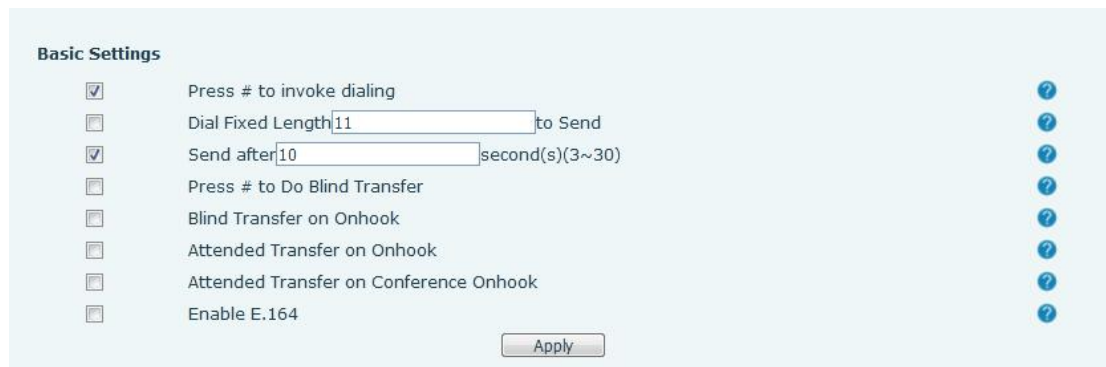 Basic Settings
Press # to invoke dialing
Dial Fixed Length 11 to Send
Send after 10 second(s)(3~30)
Press # to Do Blind Transfer
Blind Transfer on Onhook
Attended Transfer on Onhook
Attended Transfer on Conference Onhook
Enable E.164
Apply